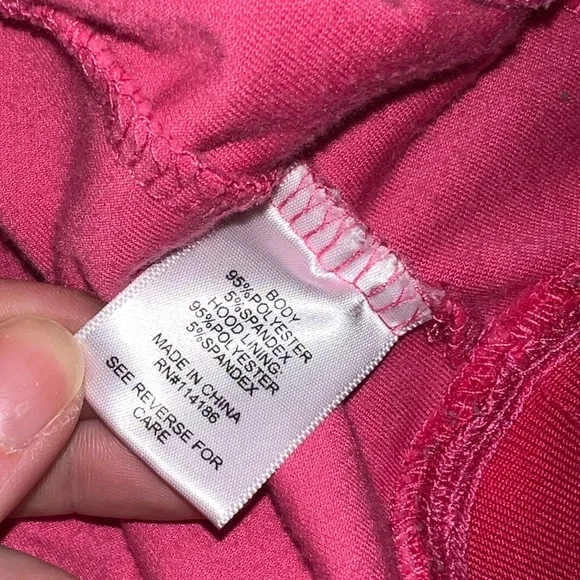 BODY
95%POLYESTER
5%SPANDEX
HOOD LINING:
95%POLYESTER
5%SPANDEX
MADE IN CHINA
RN#114186
SEE REVERSE FOR
CARE